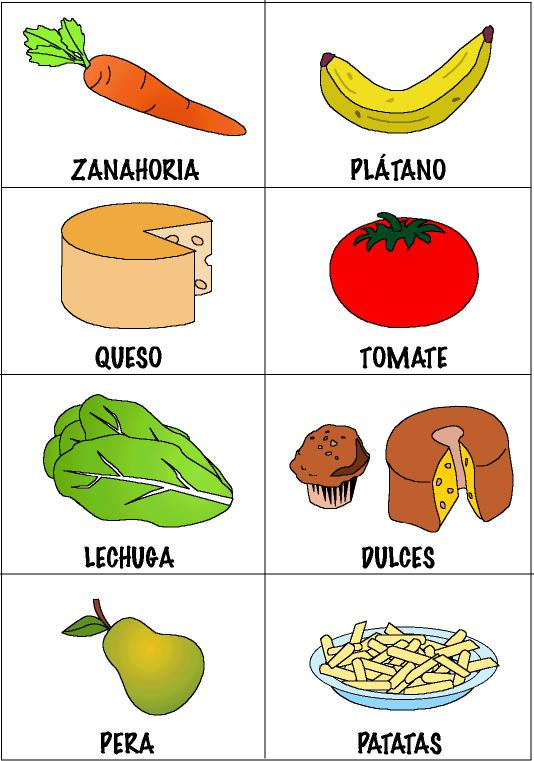 ZANAHORIA
PLÁTANO
QUESO
TOMATE
LECHUGA
DULCES
PERA
PATATAS